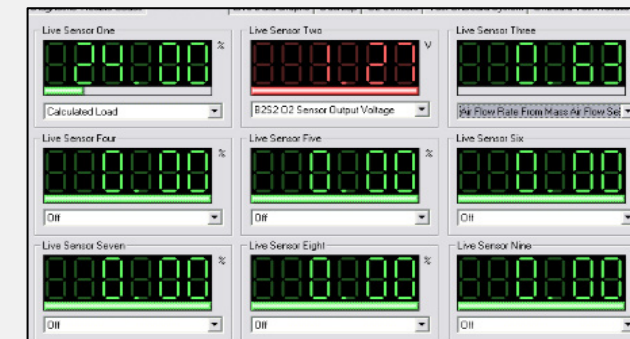 Live Sensor One
Live Sensor Two
Live Sensor Three
24.00 %
1.27 V
0.63
Calculated Load
B2S2 O2 Sensor Output Voltage
Air Flow Rate From Mass Air Flow Se
Live Sensor Four
Live Sensor Five
Live Sensor Six
0.00 %
0.00 %
0.00
Off
Off
Off
Live Sensor Seven
Live Sensor Eight
Live Sensor Nine
0.00 %
0.00 %
0.00
Off
Off
Off